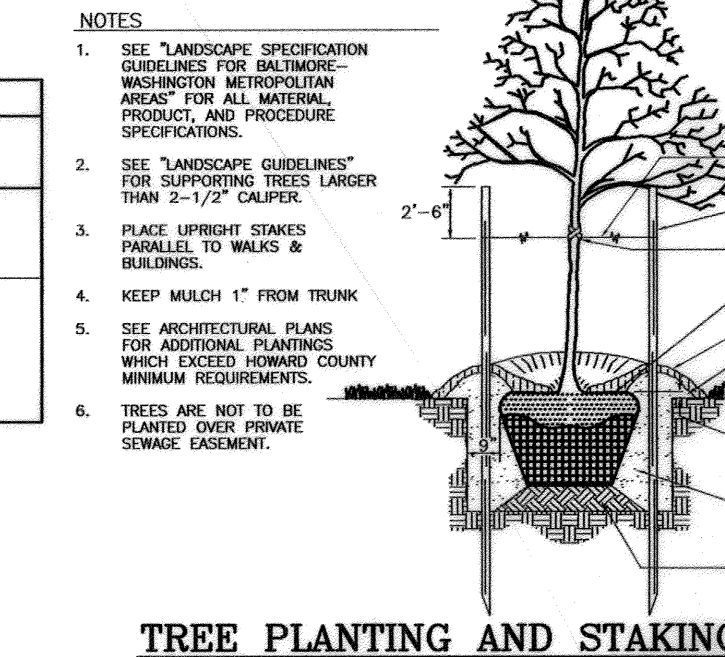 NOTES
1. SEE "LANDSCAPE SPECIFICATION
GUIDELINES FOR BALTIMORE-
WASHINGTON METROPOLITAN
AREAS" FOR ALL MATERIAL,
PRODUCT, AND PROCEDURE
SPECIFICATIONS.
2. SEE "LANDSCAPE GUIDELINES"
FOR SUPPORTING TREES LARGER
THAN 2-1/2" CALIPER.
3. PLACE UPRIGHT STAKES
PARALLEL TO WALKS &
BUILDINGS.
4. KEEP MULCH 1" FROM TRUNK
5. SEE ARCHITECTURAL PLANS
FOR ADDITIONAL PLANTINGS
WHICH EXCEED HOWARD COUNTY
MINIMUM REQUIREMENTS.
6. TREES ARE NOT TO BE
PLANTED OVER PRIVATE
SEWAGE EASEMENT.
2'-6"
9"
TREE PLANTING AND STAKING